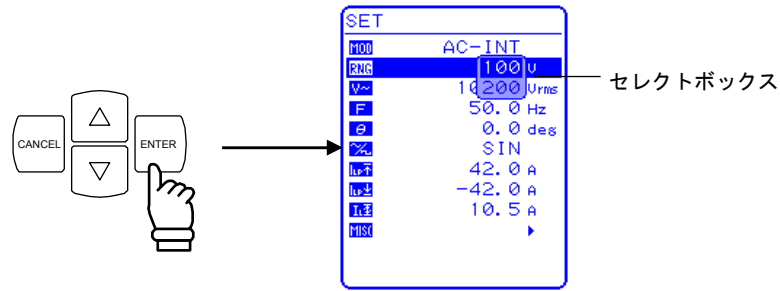 CANCEL
ENTER
SET
MOD AC-INT
RNG 100 V
V~ 10 200 Vrms
F 50.0 Hz
θ 0.0 deg
SIN
42.0 A
-42.0 A
10.5 A
MISC
セレクトボックス